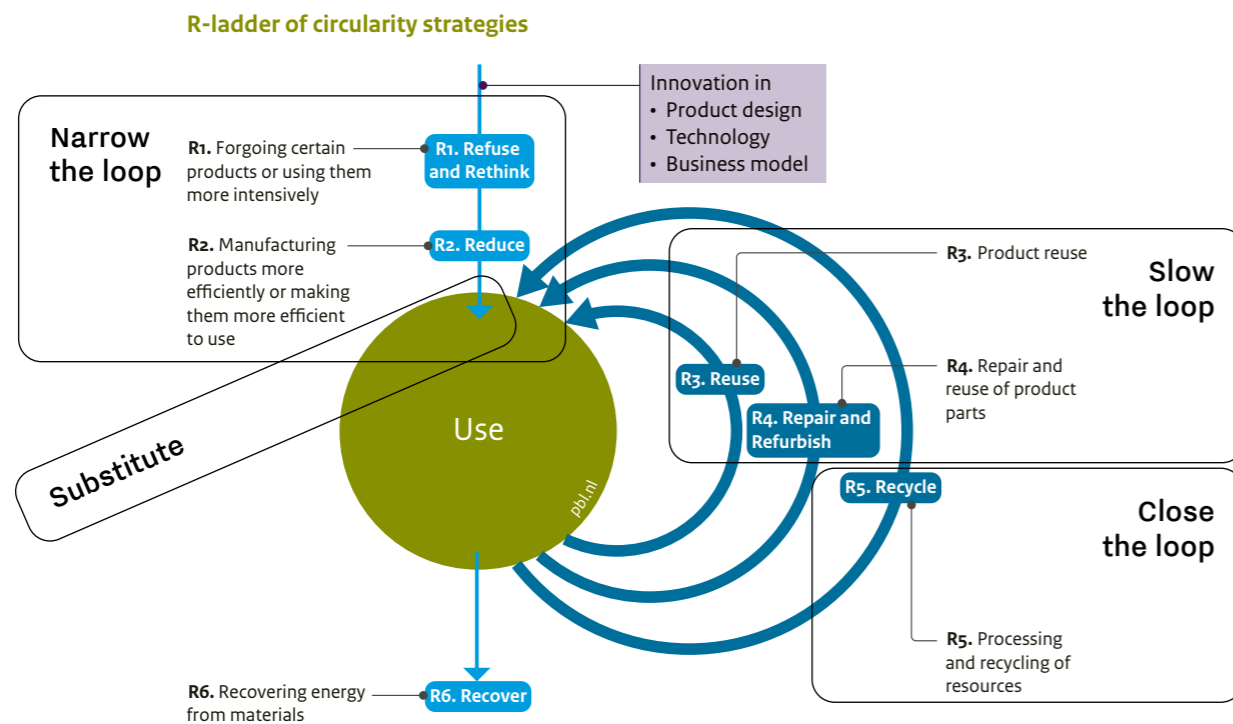 R-ladder of circularity strategies
Innovation in
• Product design
• Technology
• Business model
Narrow
the loop
R1. Forgoing certain
products or using them
more intensively
R1. Refuse
and Rethink
R2. Manufacturing
products more
efficiently or making
them more efficient
to use
R2. Reduce
Substitute
Use
pbl.nl
Slow
the loop
R3. Product reuse
R3. Reuse
R4. Repair and
reuse of product
parts
R4. Repair and
Refurbish
R5. Recycle
Close
the loop
R5. Processing
and recycling of
resources
R6. Recovering energy
from materials
R6. Recover